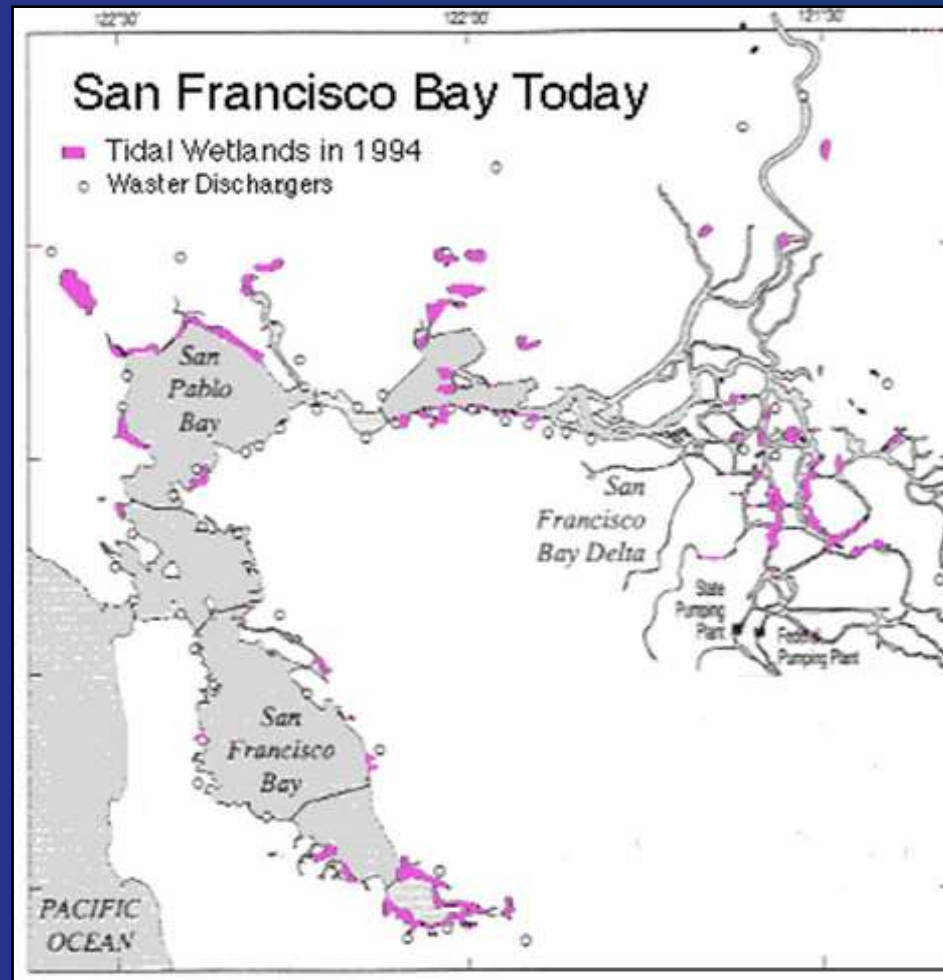 122°30'
122°00'
121°30'
San Francisco Bay Today
Tidal Wetlands in 1994
Waster Dischargers
San
Pablo
Bay
San
Francisco
Bay Delta
State
Pumping
Plant
Federal
Pumping Plant
San
Francisco
Bay
PACIFIC
OCEAN